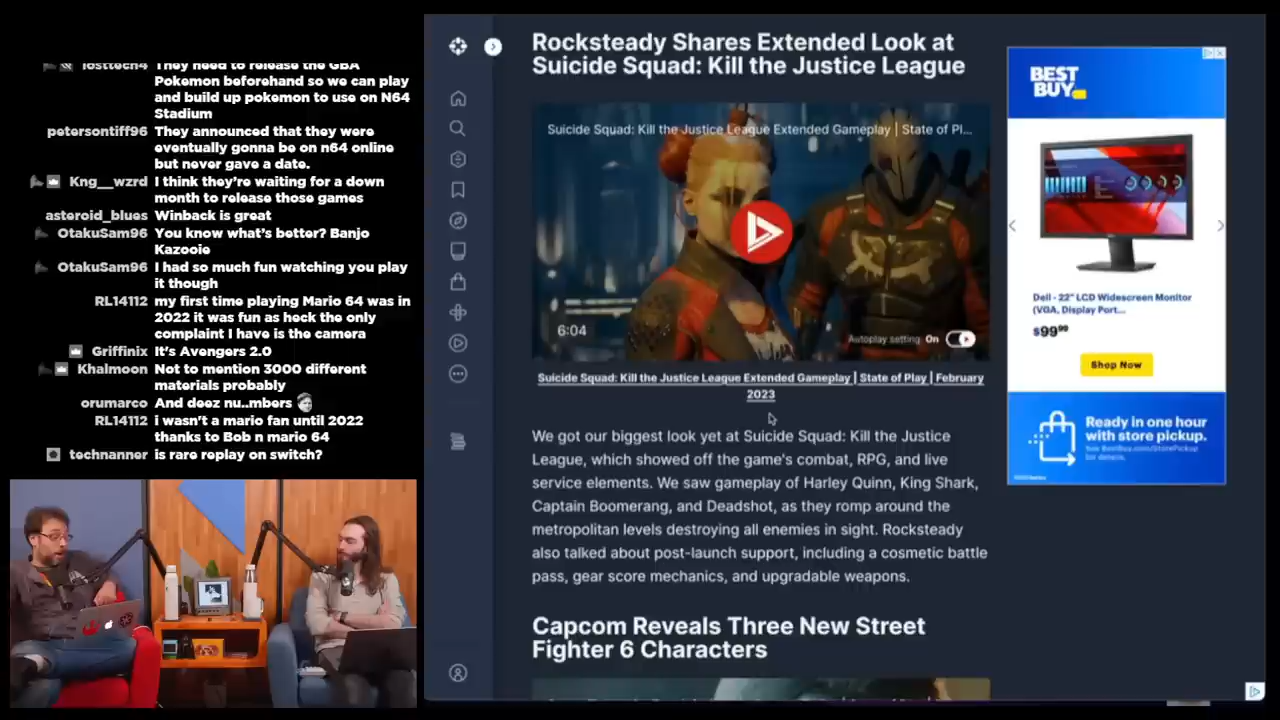 losttech4 They need to release the GBA
Pokemon beforehand so we can play
and build up pokemon to use on N64
Stadium
petersontiff96 They announced that they were
eventually gonna be on n64 online
but never gave a date.
Kng__wzrd I think they're waiting for a down
month to release those games
asteroid_blues Winback is great
OtakuSam96 You know what's better? Banjo
Kazooie
OtakuSam96 I had so much fun watching you play
it though
RL14112 my first time playing Mario 64 was in
2022 it was fun as heck the only
complaint I have is the camera
Griffinix It's Avengers 2.0
Khalmoon Not to mention 3000 different
materials probably
orumarco And deez nu..mbers
RL14112 i wasn't a mario fan until 2022
thanks to Bob n mario 64
technanner is rare replay on switch?
Rocksteady Shares Extended Look at
Suicide Squad: Kill the Justice League
Suicide Squad: Kill the Justice League Extended Gameplay | State of Pl...
6:04
Autoplay setting On
Suicide Squad: Kill the Justice League Extended Gameplay | State of Play | February
2023
We got our biggest look yet at Suicide Squad: Kill the Justice
League, which showed off the game's combat, RPG, and live
service elements. We saw gameplay of Harley Quinn, King Shark,
Captain Boomerang, and Deadshot, as they romp around the
metropolitan levels destroying all enemies in sight. Rocksteady
also talked about post-launch support, including a cosmetic battle
pass, gear score mechanics, and upgradable weapons.
Capcom Reveals Three New Street
Fighter 6 Characters
BEST
BUY
Dell - 22" LCD Widescreen Monitor
(VGA, Display Port...
$99.99
Shop Now
Ready in one hour
with store pickup.